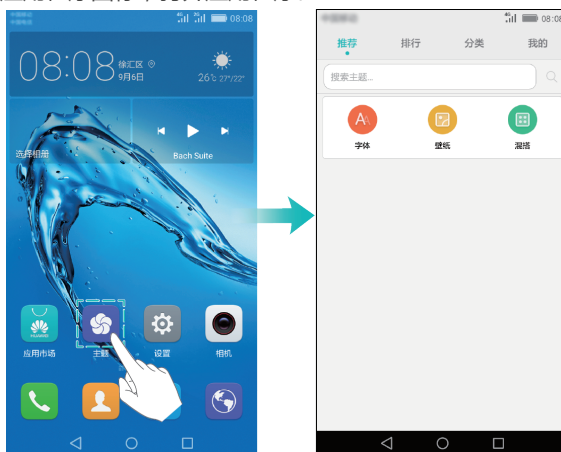 08:08
08:08
徐汇区
9月6日
26℃ 27°/22°
选择相册
Bach Suite
HUAWEI
应用市场
主题
设置
相机
08:08
推荐
排行
分类
我的
搜索主题...
字体
壁纸
混搭